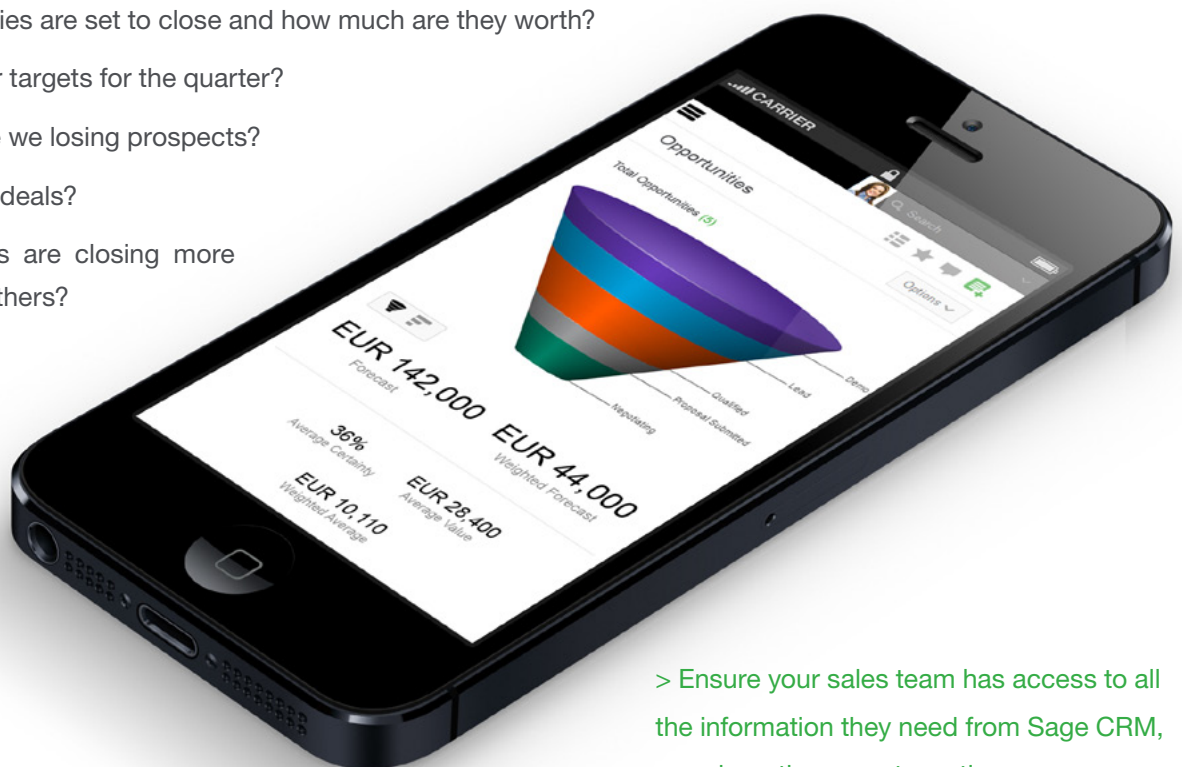 ies are set to close and how much are they worth?
r targets for the quarter?
e we losing prospects?
deals?
s are closing more
thers?
CARRIER
Search
Opportunities
Total Opportunities (5)
Options
Demo
Lead
Qualified
Proposal Submitted
Negotiating
EUR 142,000
Forecast
EUR 44,000
Weighted Forecast
36%
Average Certainty
EUR 28,400
Average Value
EUR 10,110
Weighted Average
> Ensure your sales team has access to all
the information they need from Sage CRM,